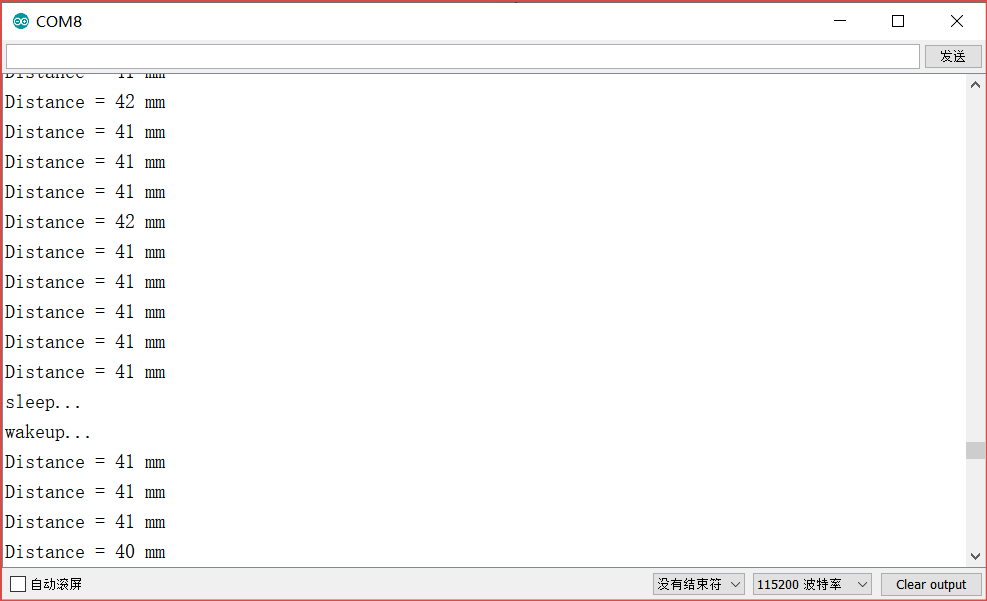 COM8
发送
Distance = 41 mm
Distance = 42 mm
Distance = 41 mm
Distance = 41 mm
Distance = 41 mm
Distance = 42 mm
Distance = 41 mm
Distance = 41 mm
Distance = 41 mm
Distance = 41 mm
Distance = 41 mm
sleep...
wakeup...
Distance = 41 mm
Distance = 41 mm
Distance = 41 mm
Distance = 40 mm
自动滚屏 没有结束符 115200 波特率 Clear output